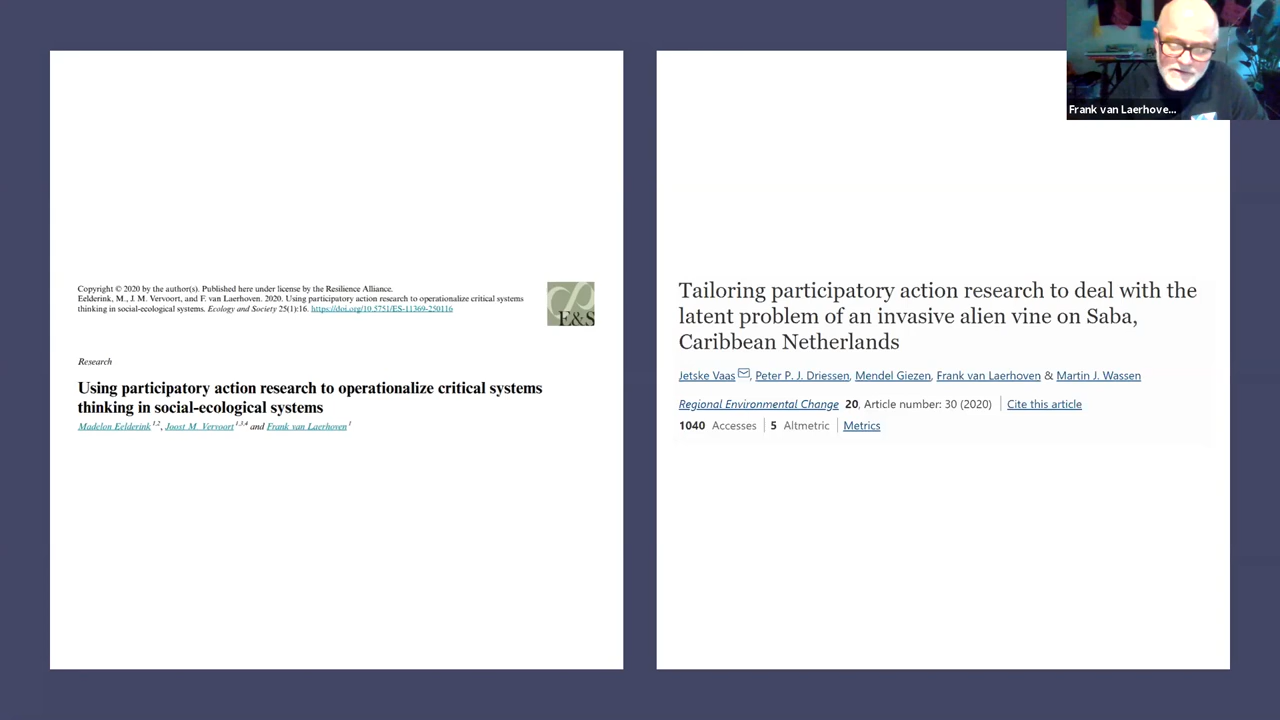 Frank van Laerhove...
Copyright © 2020 by the author(s). Published here under license by the Resilience Alliance.
Eelderink, M., J. M. Vervoort, and F. van Laerhoven. 2020. Using participatory action research to operationalize critical systems
thinking in social-ecological systems. Ecology and Society 25(1):16. https://doi.org/10.5751/ES-11369-250116
E&S
Research
Using participatory action research to operationalize critical systems
thinking in social-ecological systems
Madelon Eelderink 1,2, Joost M. Vervoort 1,3,4 and Frank van Laerhoven 1
Tailoring participatory action research to deal with the
latent problem of an invasive alien vine on Saba,
Caribbean Netherlands
Jetske Vaas, Peter P. J. Driessen, Mendel Giezen, Frank van Laerhoven & Martin J. Wassen
Regional Environmental Change 20, Article number: 30 (2020) | Cite this article
1040 Accesses | 5 Altmetric | Metrics